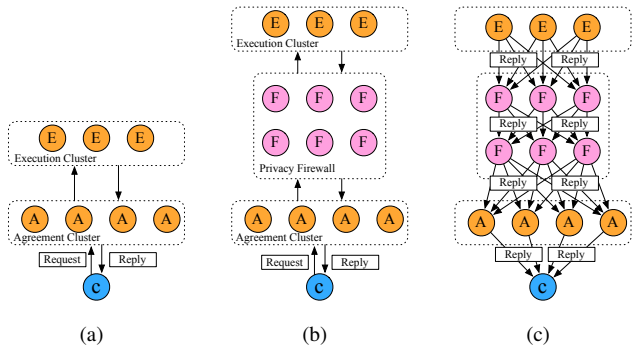 E E E
Execution Cluster
A A A A
Agreement Cluster
Request Reply
c
(a)
E E E
Execution Cluster
F F F
F F F
Privacy Firewall
A A A A
Agreement Cluster
Request Reply
c
(b)
E E E
Reply Reply
F F F
Reply Reply
F F F
Reply Reply
A A A A
Reply Reply
c
(c)